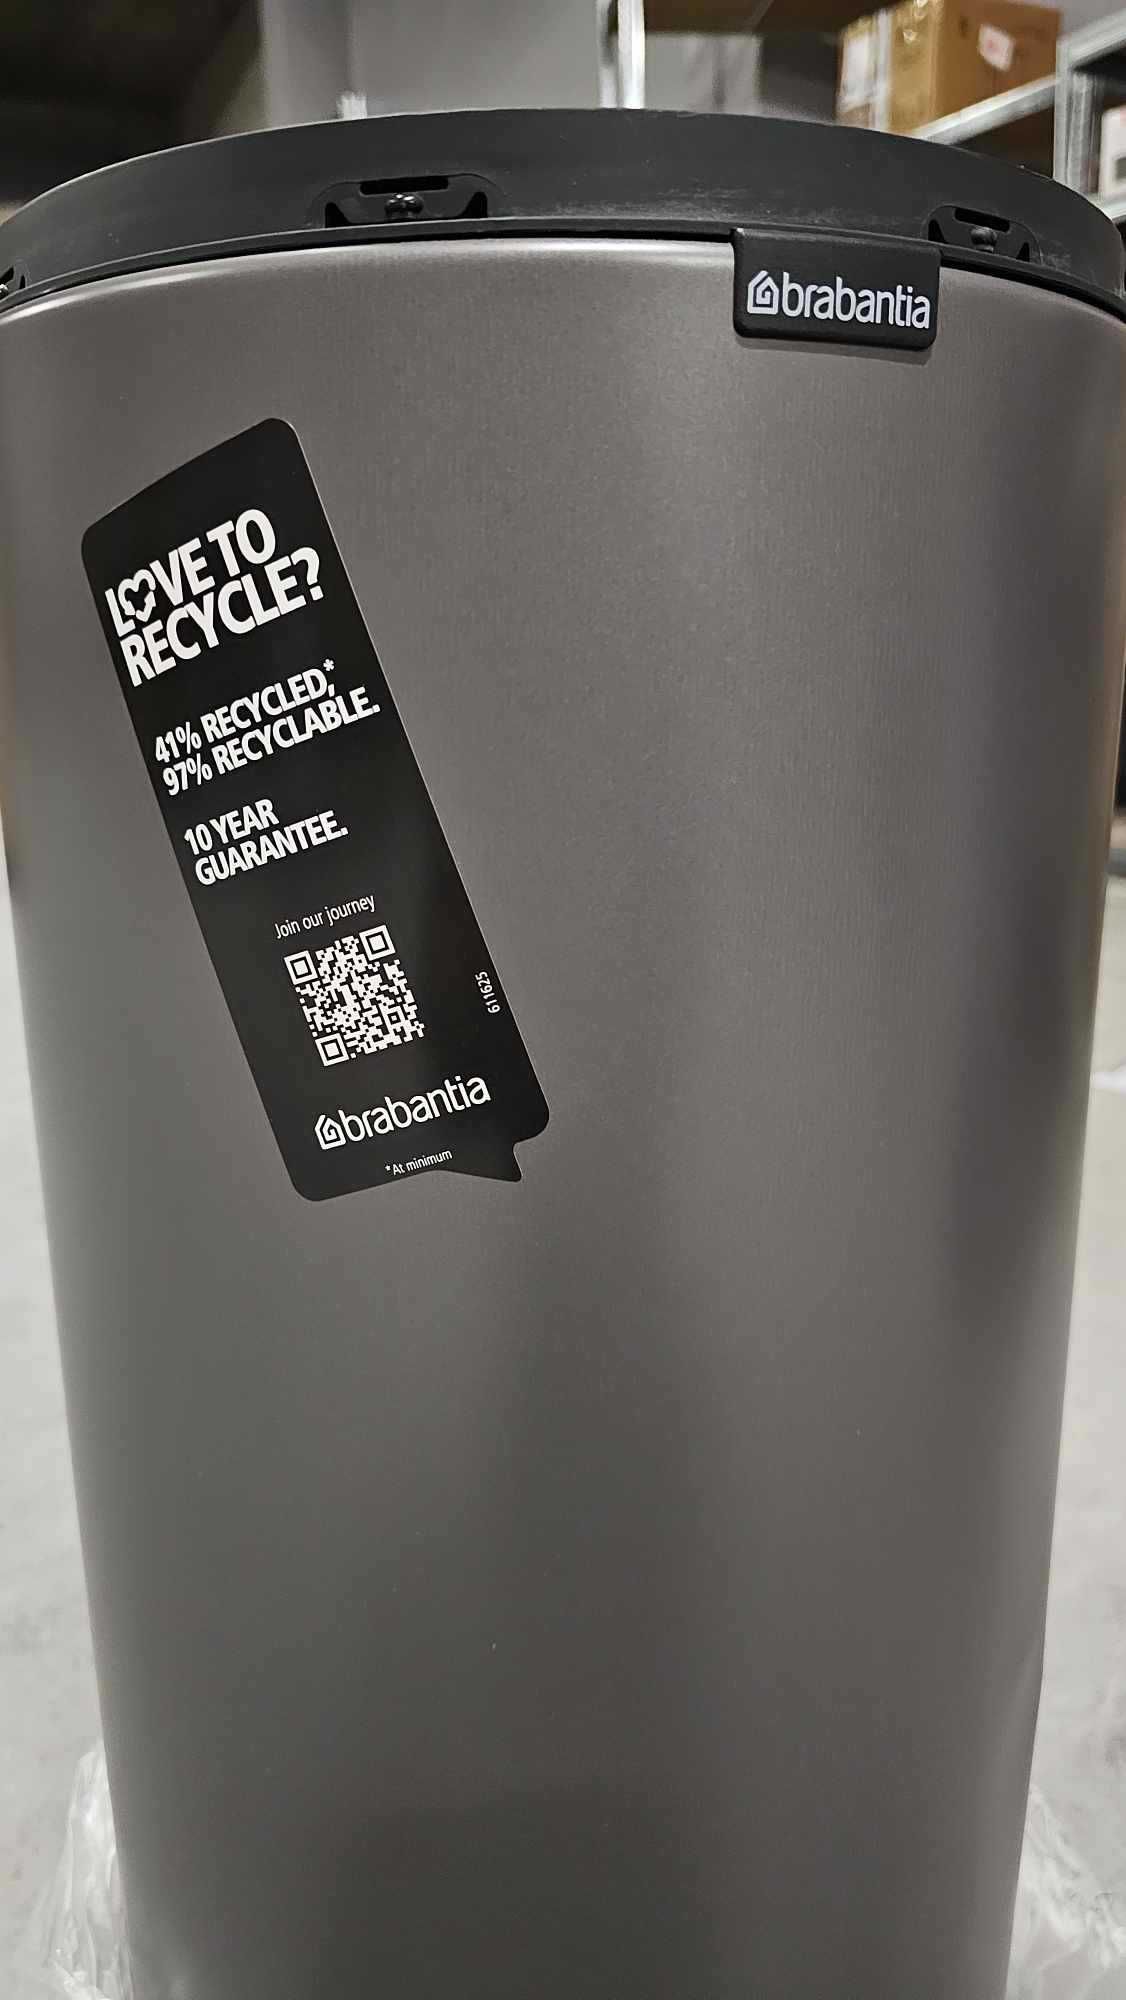 brabantia
LOVE TO
RECYCLE?
41% RECYCLED,*
97% RECYCLABLE.
10 YEAR
GUARANTEE.
Join our journey
611625
brabantia
*At minimum